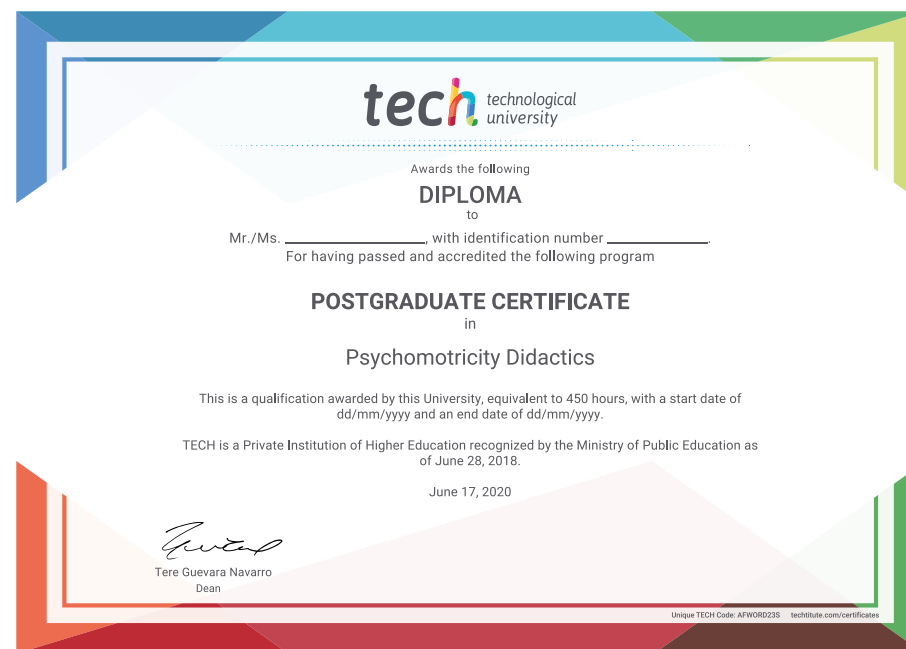 tech technological
university
Awards the following
DIPLOMA
to
Mr./Ms. ____________________, with identification number ______________.
For having passed and accredited the following program
POSTGRADUATE CERTIFICATE
in
Psychomotricity Didactics
This is a qualification awarded by this University, equivalent to 450 hours, with a start date of
dd/mm/yyyy and an end date of dd/mm/yyyy.
TECH is a Private Institution of Higher Education recognized by the Ministry of Public Education as
of June 28, 2018.
June 17, 2020
Tere Guevara Navarro
Dean
Unique TECH Code: AFWORD23S techtitute.com/certificates